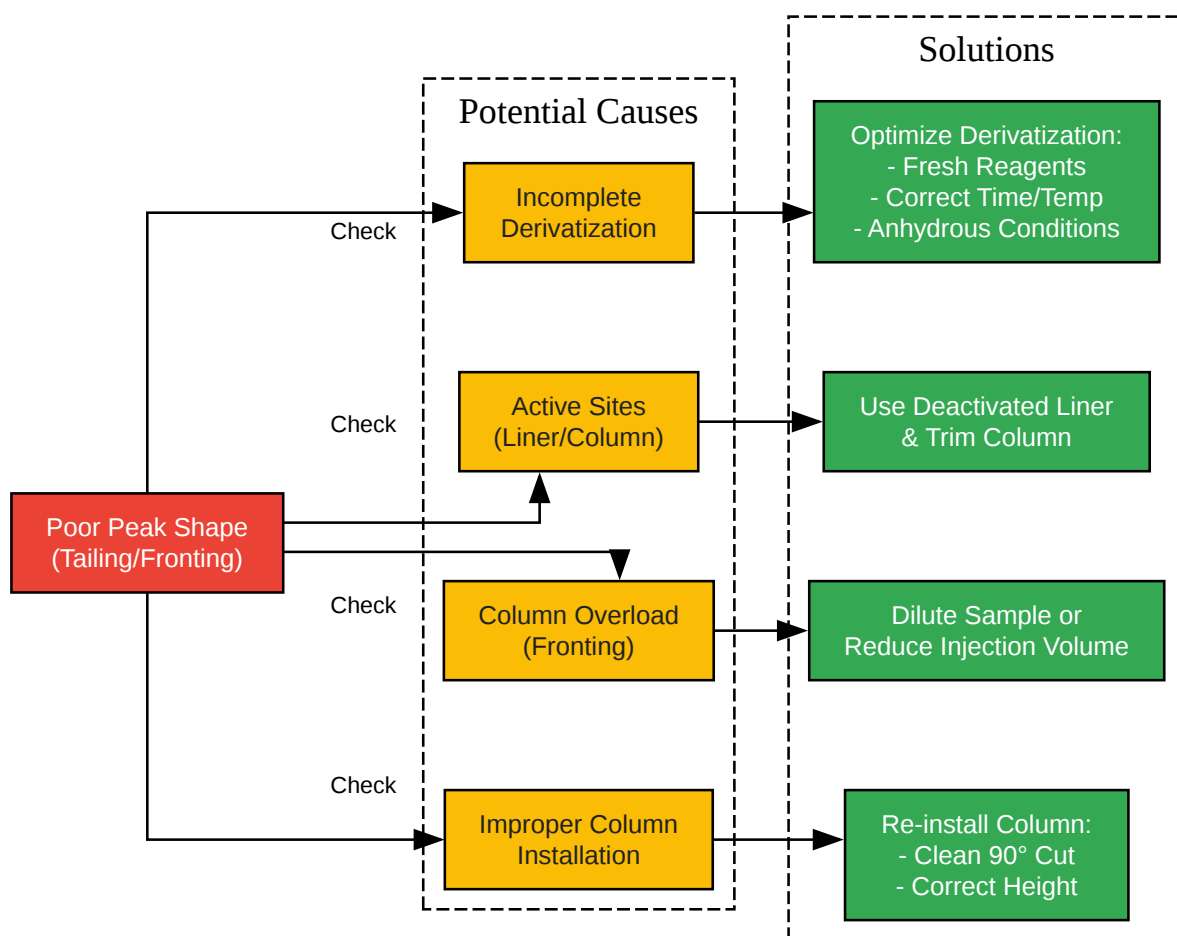 Solutions
Potential Causes
Optimize Derivatization:
- Fresh Reagents
- Correct Time/Temp
- Anhydrous Conditions
Incomplete
Derivatization
Check
Active Sites
(Liner/Column)
Use Deactivated Liner
& Trim Column
Check
Poor Peak Shape
(Tailing/Fronting)
Check
Column Overload
(Fronting)
Dilute Sample or
Reduce Injection Volume
Check
Improper Column
Installation
Re-install Column:
- Clean 90° Cut
- Correct Height